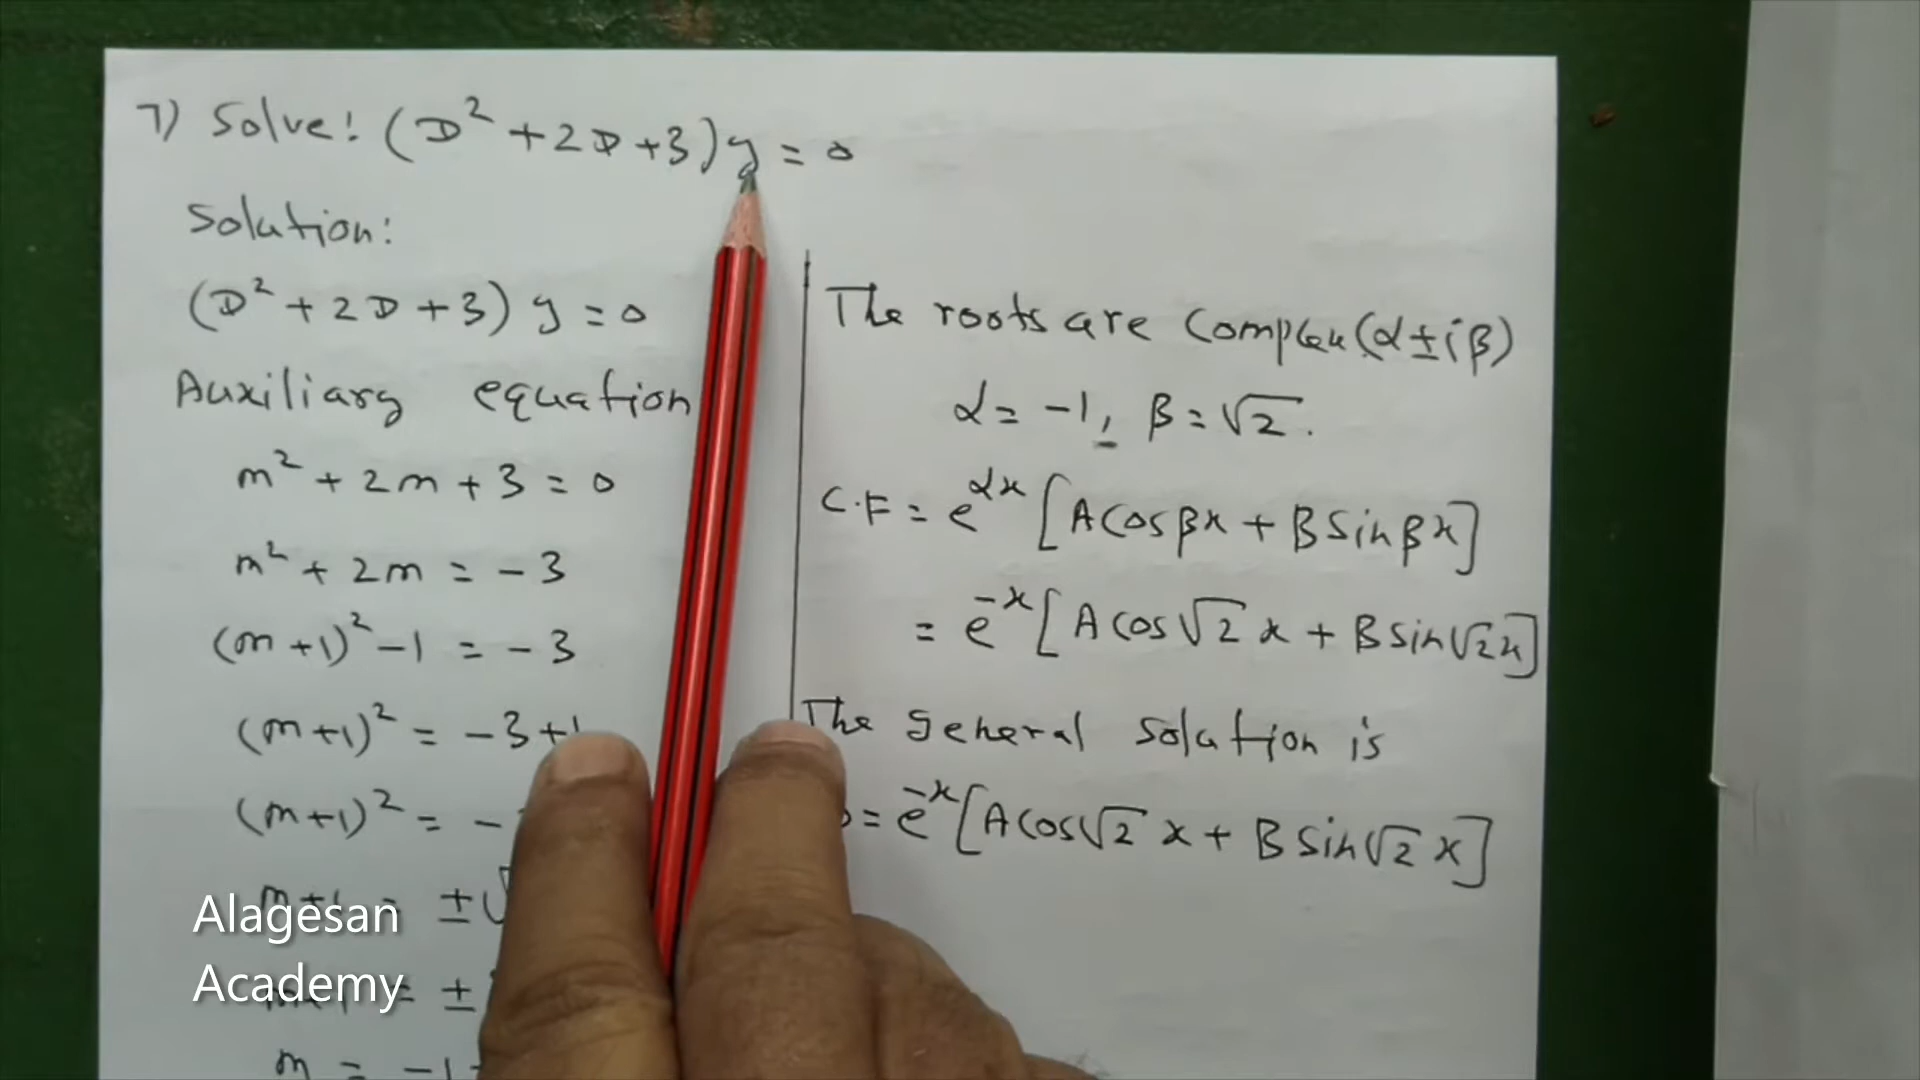 7) Solve! (D² + 2D + 3)y = 0
Solution:
(D² + 2D + 3) y = 0
Auxiliary equation
m² + 2m + 3 = 0
m² + 2m = -3
(m+1)² - 1 = -3
(m+1)² = -3+1
(m+1)² = -
m+1 = ±√
= ±
m = -1
The roots are Complex (α ± iβ)
α = -1, β = √2.
C.F = e^αx [A Cos βx + B Sin βx]
= e^-x [A Cos √2 x + B sin √2 x]
The general solution is
= e^-x [A Cos √2 x + B Sin √2 x]
Alagesan
Academy